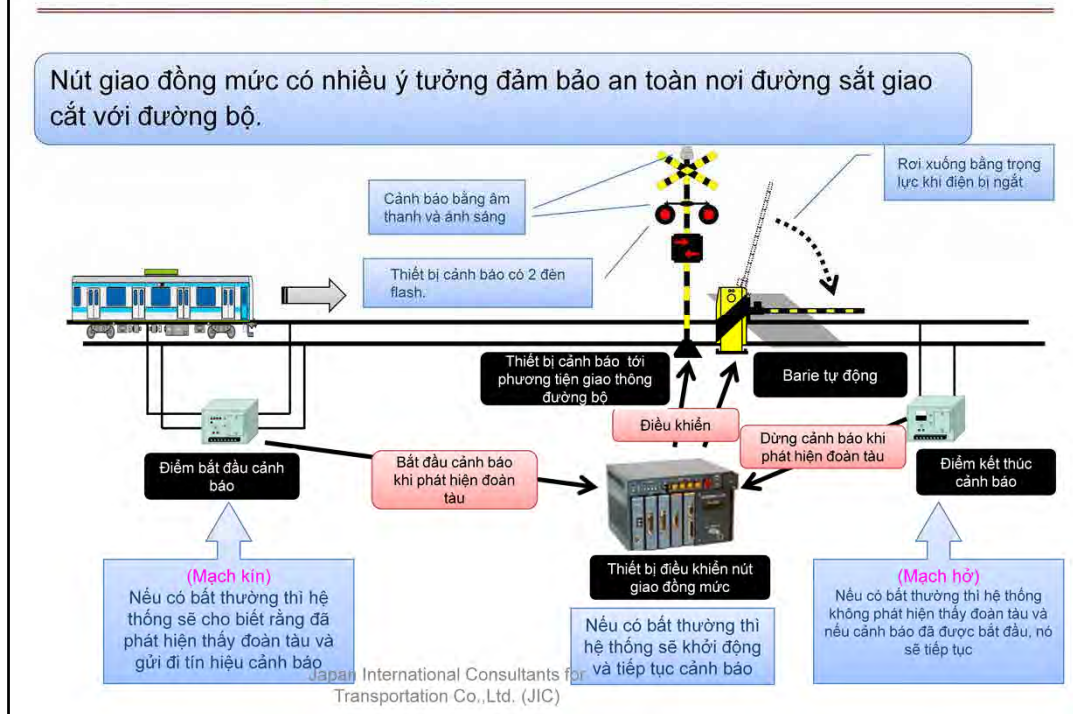 Nút giao đồng mức có nhiều ý tưởng đảm bảo an toàn nơi đường sắt giao
cắt với đường bộ.
Cảnh báo bằng âm
thanh và ánh sáng
Rơi xuống bằng trọng
lực khi điện bị ngắt
Thiết bị cảnh báo có 2 đèn
flash.
Thiết bị cảnh báo tới
phương tiện giao thông
đường bộ
Barie tự động
Điều khiển
Dừng cảnh báo khi
phát hiện đoàn tàu
Điểm bắt đầu cảnh
báo
Bắt đầu cảnh báo
khi phát hiện đoàn
tàu
Điểm kết thúc
cảnh báo
Thiết bị điều khiển nút
giao đồng mức
(Mạch kín)
Nếu có bất thường thì hệ
thống sẽ cho biết rằng đã
phát hiện thấy đoàn tàu và
gửi đi tín hiệu cảnh báo
Nếu có bất thường thì
hệ thống sẽ khởi động
và tiếp tục cảnh báo
(Mạch hở)
Nếu có bất thường thì hệ thống
không phát hiện thấy đoàn tàu và
nếu cảnh báo đã được bắt đầu, nó
sẽ tiếp tục
Japan International Consultants for
Transportation Co.,Ltd. (JIC)